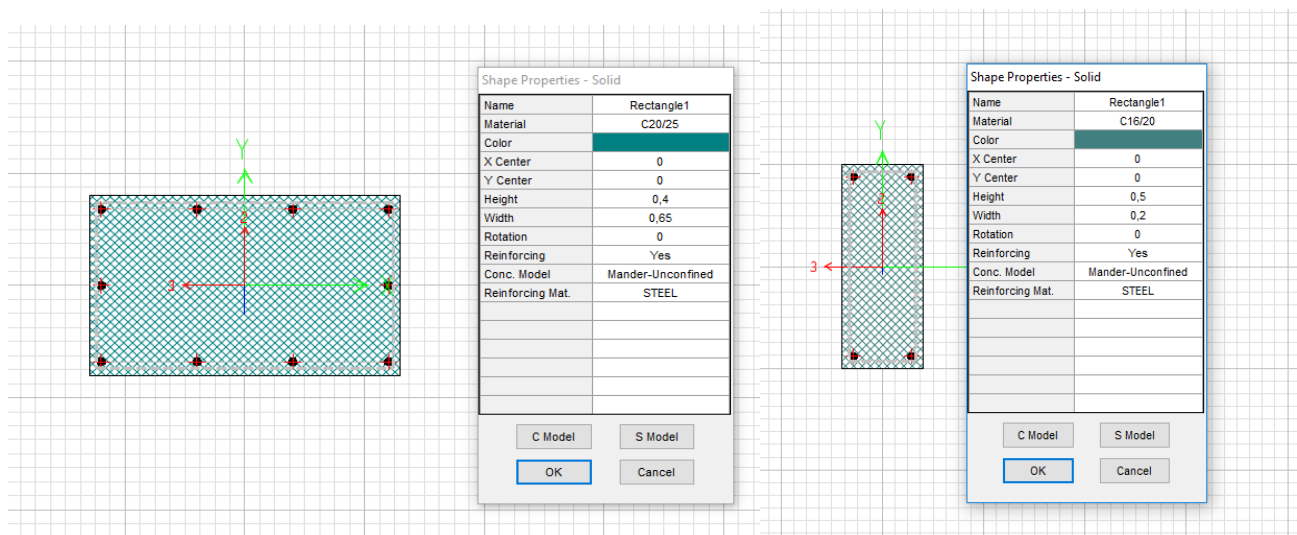 Y
2
3
Shape Properties - Solid
Name Rectangle1
Material C20/25
Color
X Center 0
Y Center 0
Height 0,4
Width 0,65
Rotation 0
Reinforcing Yes
Conc. Model Mander-Unconfined
Reinforcing Mat. STEEL
C Model S Model
OK Cancel
Y
3
Shape Properties - Solid
Name Rectangle1
Material C16/20
Color
X Center 0
Y Center 0
Height 0,5
Width 0,2
Rotation 0
Reinforcing Yes
Conc. Model Mander-Unconfined
Reinforcing Mat. STEEL
C Model S Model
OK Cancel